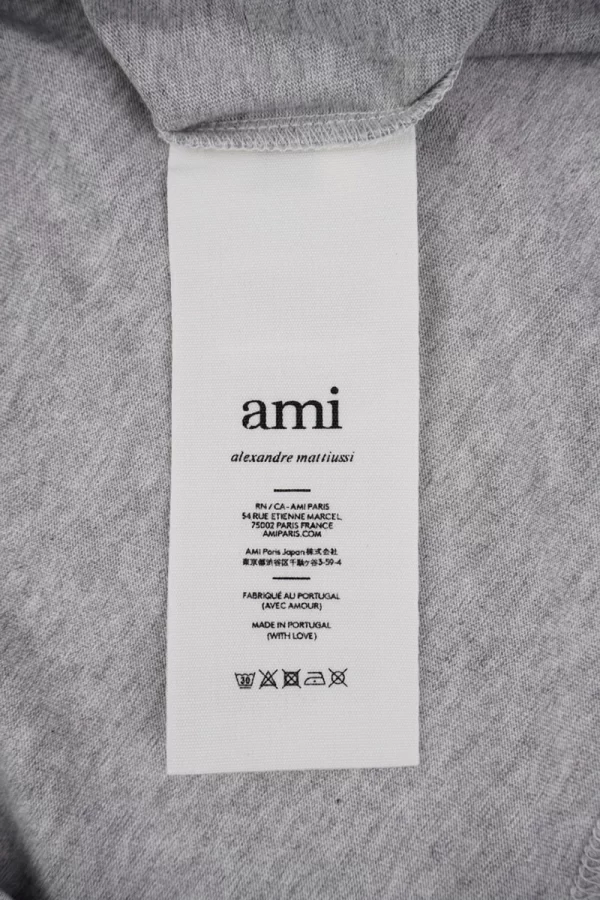 ami
alexandre mattiussi
RN / CA - AMI PARIS
54 RUE ETIENNE MARCEL
75002 PARIS FRANCE
AMIPARIS.COM
AMI Paris Japan 株式会社
東京都渋谷区千駄ヶ谷3-59-4
FABRIQUÉ AU PORTUGAL
(AVEC AMOUR)
MADE IN PORTUGAL
(WITH LOVE)
30